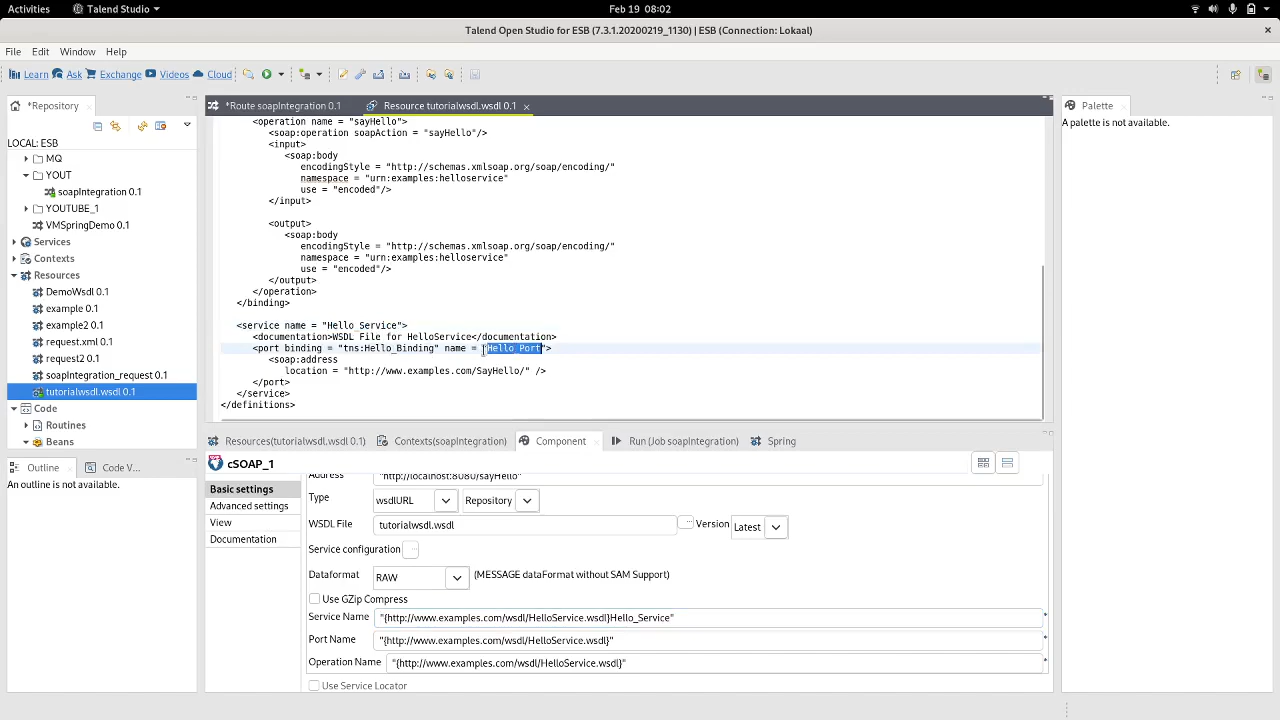 Activities
Talend Studio
Feb 19 08:02
Talend Open Studio for ESB (7.3.1.20200219_1130) | ESB (Connection: Lokaal)
File Edit Window Help
Learn Ask Exchange Videos Cloud
*Repository
LOCAL: ESB
MQ
YOUT
soapIntegration 0.1
YOUTUBE_1
VMSpringDemo 0.1
Services
Contexts
Resources
DemoWsdl 0.1
example 0.1
example2 0.1
request.xml 0.1
request2 0.1
soapIntegration_request 0.1
tutorialwsdl.wsdl 0.1
Code
Routines
Beans
Outline
Code V...
An outline is not available.
*Route soapIntegration 0.1
Resource tutorialwsdl.wsdl 0.1
<operation name = "sayHello">
<soap:operation soapAction = "sayHello"/>
<input>
<soap:body
encodingStyle = "http://schemas.xmlsoap.org/soap/encoding/"
namespace = "urn:examples:helloservice"
use = "encoded"/>
</input>
<output>
<soap:body
encodingStyle = "http://schemas.xmlsoap.org/soap/encoding/"
namespace = "urn:examples:helloservice"
use = "encoded"/>
</output>
</operation>
</binding>
<service name = "Hello_Service">
<documentation>WSDL File for HelloService</documentation>
<port binding = "tns:Hello_Binding" name = "Hello_Port">
<soap:address
location = "http://www.examples.com/SayHello/" />
</port>
</service>
</definitions>
Palette
A palette is not available.
Resources(tutorialwsdl.wsdl 0.1)
Contexts(soapIntegration)
Component
Run (Job soapIntegration)
Spring
cSOAP_1
Basic settings
Advanced settings
View
Documentation
Address "http://localhost:8080/sayHello"
Type wsdlURL Repository
WSDL File tutorialwsdl.wsdl ... Version Latest
Service configuration ...
Dataformat RAW (MESSAGE dataFormat without SAM Support)
Use GZip Compress
Service Name "{http://www.examples.com/wsdl/HelloService.wsdl}Hello_Service" *
Port Name "{http://www.examples.com/wsdl/HelloService.wsdl}" *
Operation Name "{http://www.examples.com/wsdl/HelloService.wsdl}" *
Use Service Locator